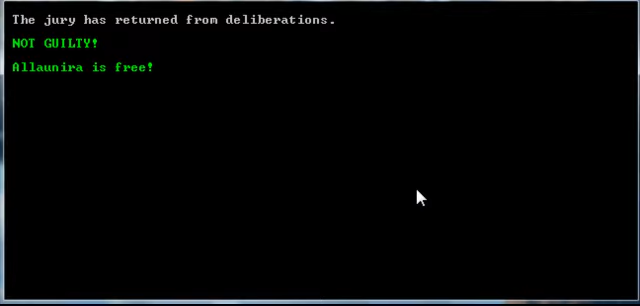 The jury has returned from deliberations.
NOT GUILTY!
Allaunira is free!